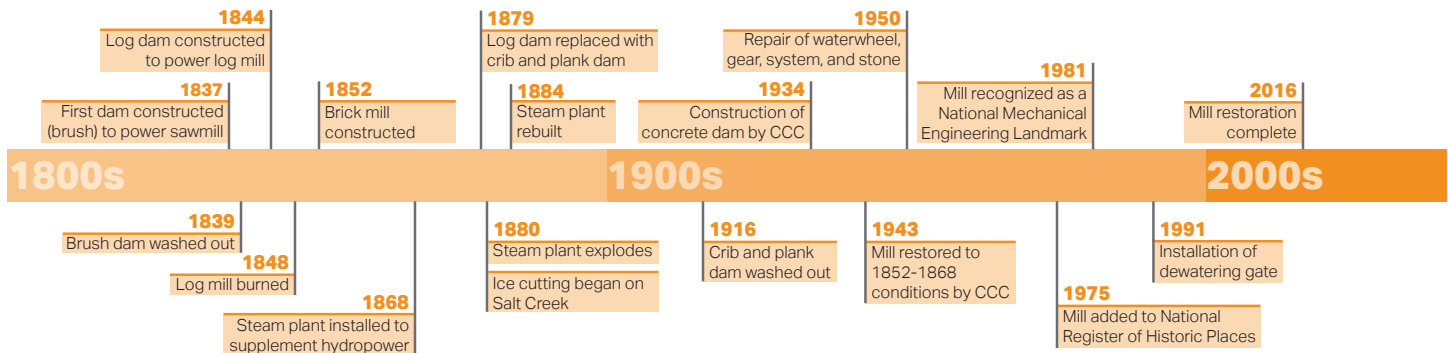 1844
Log dam constructed
to power log mill
1837
First dam constructed
(brush) to power sawmill
1852
Brick mill
constructed
1879
Log dam replaced with
crib and plank dam
1884
Steam plant
rebuilt
1950
Repair of waterwheel,
gear, system, and stone
1934
Construction of
concrete dam by CCC
1981
Mill recognized as a
National Mechanical
Engineering Landmark
2016
Mill restoration
complete
1800s
1900s
2000s
1839
Brush dam washed out
1848
Log mill burned
1868
Steam plant installed to
supplement hydropower
1880
Steam plant explodes
Ice cutting began on
Salt Creek
1916
Crib and plank
dam washed out
1943
Mill restored to
1852-1868
conditions by CCC
1975
Mill added to National
Register of Historic Places
1991
Installation of
dewatering gate